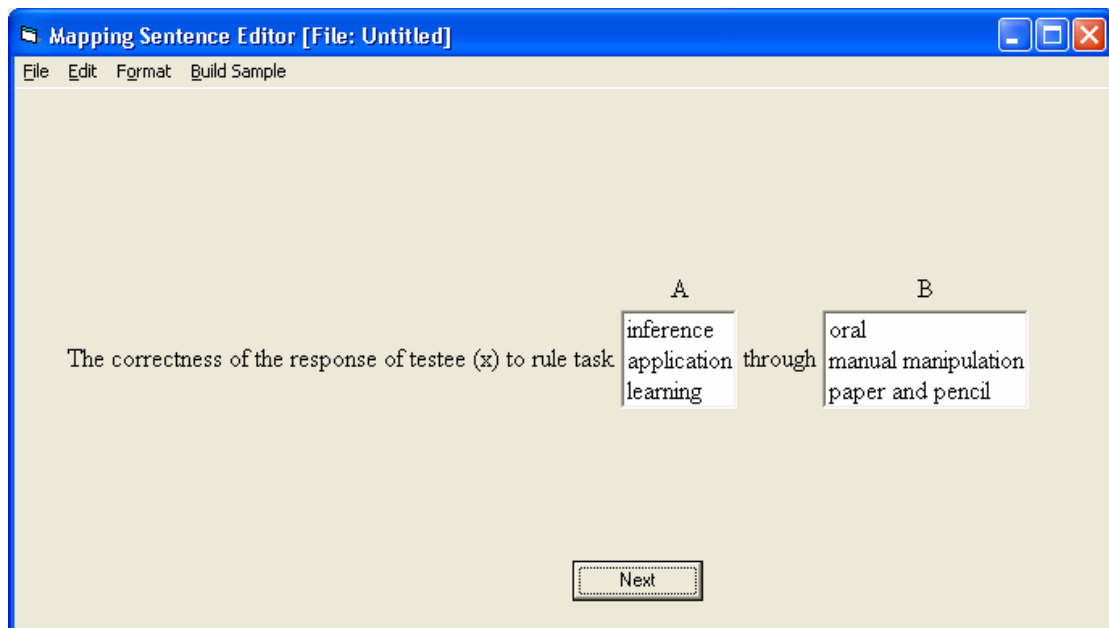 Mapping Sentence Editor [File: Untitled]
File Edit Format Build Sample
A B
inference oral
The correctness of the response of testee (x) to rule task application through manual manipulation
learning paper and pencil
Next